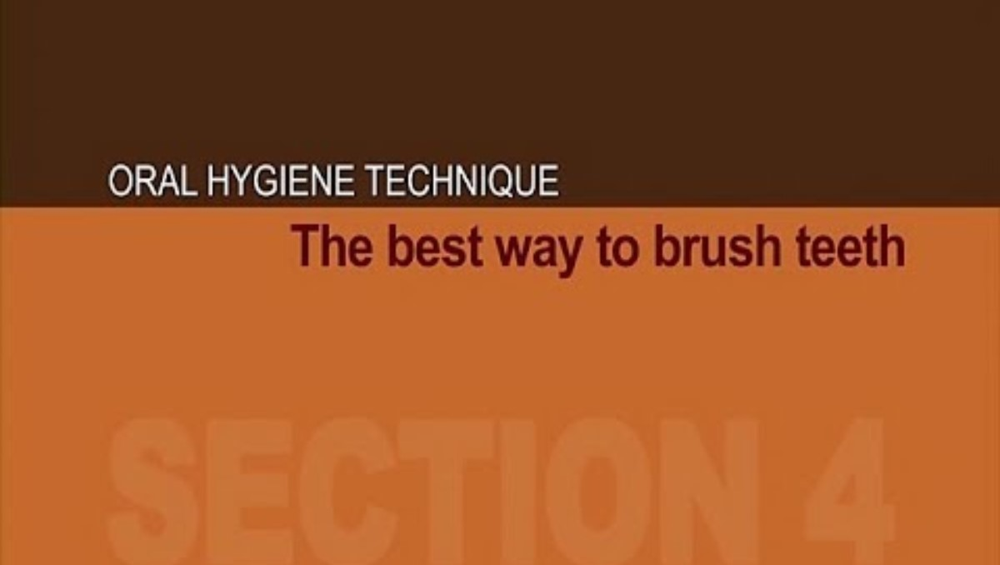 ORAL HYGIENE TECHNIQUE
The best way to brush teeth
SECTION 4